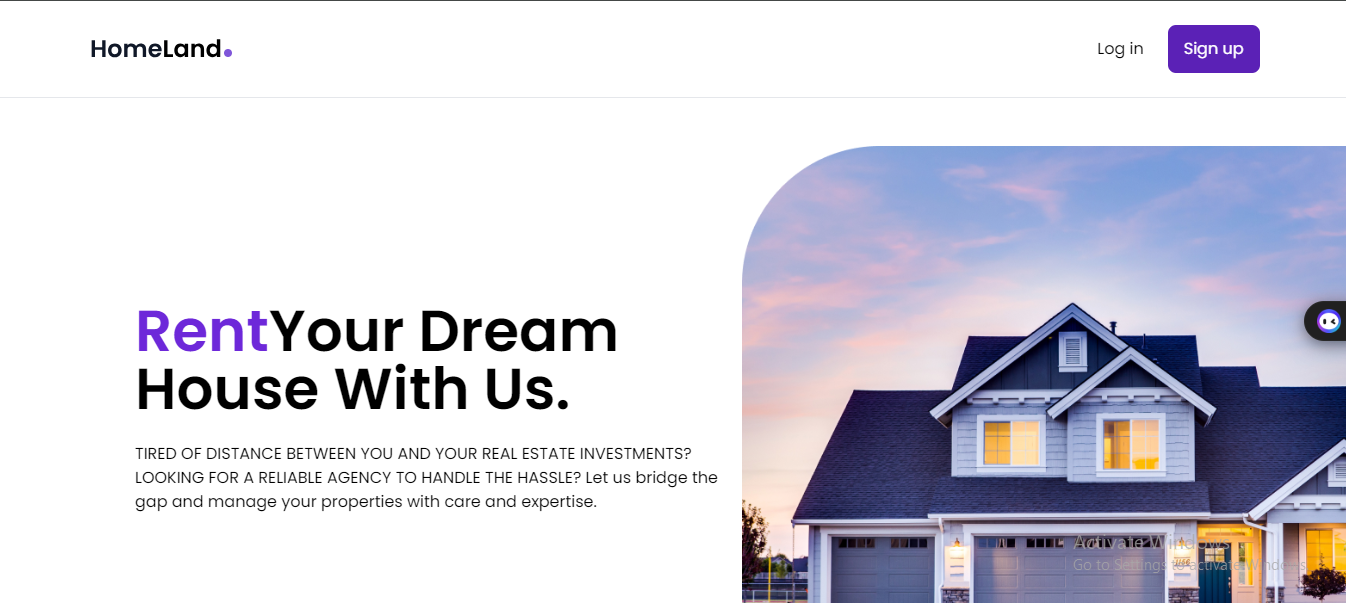 HomeLand.
Log in
Sign up
RentYour Dream
House With Us.
TIRED OF DISTANCE BETWEEN YOU AND YOUR REAL ESTATE INVESTMENTS?
LOOKING FOR A RELIABLE AGENCY TO HANDLE THE HASSLE? Let us bridge the
gap and manage your properties with care and expertise.
Activate Windows
Go to Settings to activate Windows